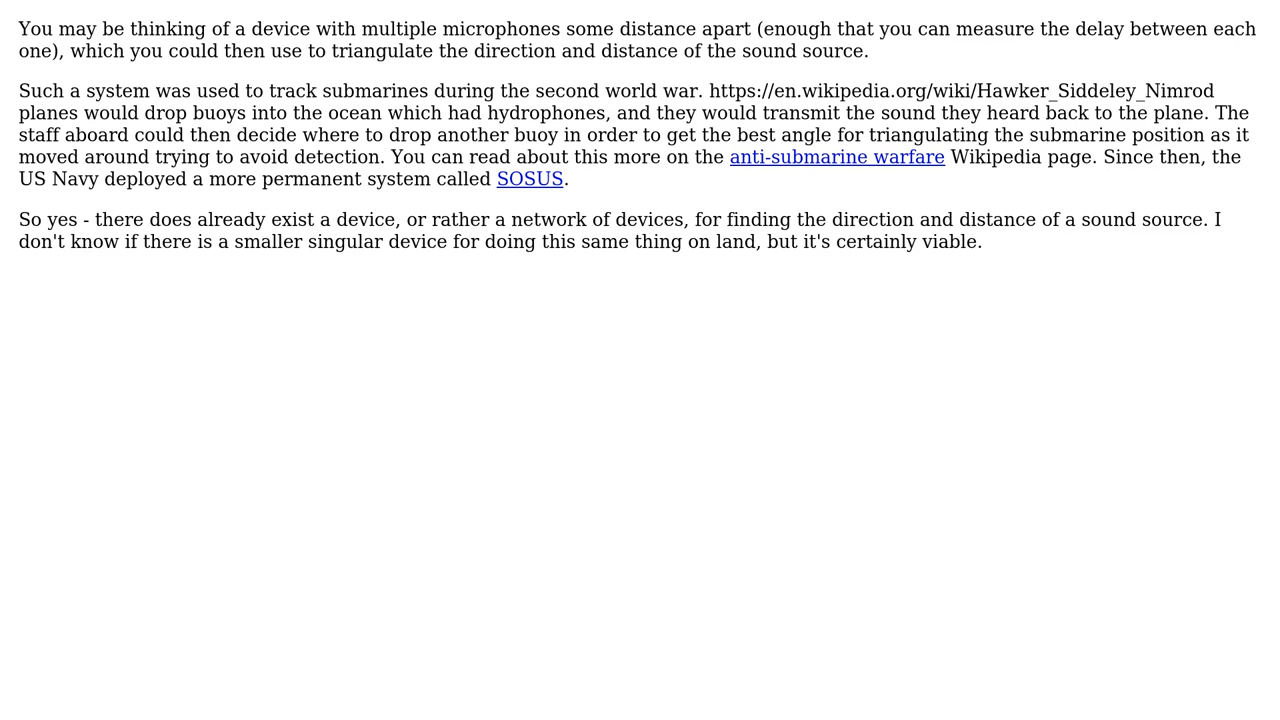 You may be thinking of a device with multiple microphones some distance apart (enough that you can measure the delay between each
one), which you could then use to triangulate the direction and distance of the sound source.
Such a system was used to track submarines during the second world war. https://en.wikipedia.org/wiki/Hawker_Siddeley_Nimrod
planes would drop buoys into the ocean which had hydrophones, and they would transmit the sound they heard back to the plane. The
staff aboard could then decide where to drop another buoy in order to get the best angle for triangulating the submarine position as it
moved around trying to avoid detection. You can read about this more on the anti-submarine warfare Wikipedia page. Since then, the
US Navy deployed a more permanent system called SOSUS.
So yes - there does already exist a device, or rather a network of devices, for finding the direction and distance of a sound source. I
don't know if there is a smaller singular device for doing this same thing on land, but it's certainly viable.